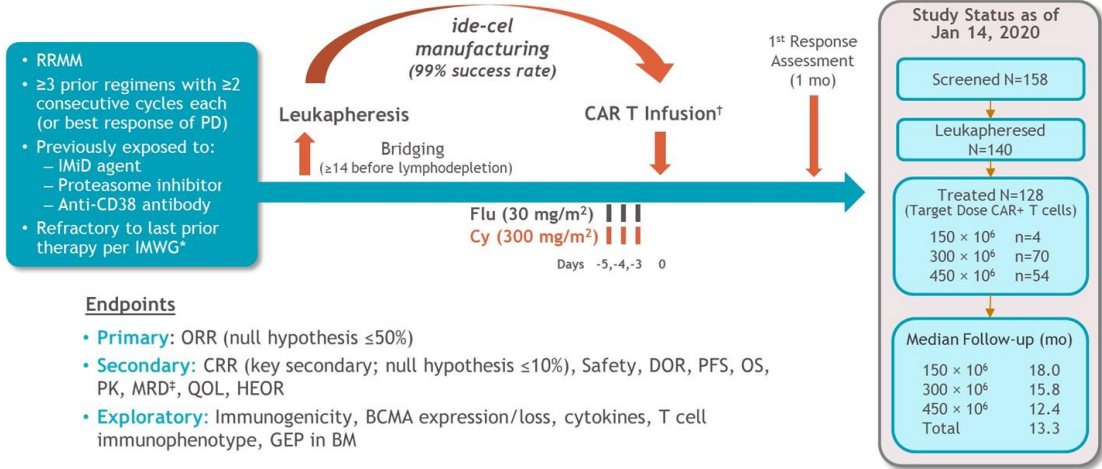 • RRMM
• ≥3 prior regimens with ≥2
consecutive cycles each
(or best response of PD)
• Previously exposed to:
– IMiD agent
– Proteasome inhibitor
– Anti-CD38 antibody
• Refractory to last prior
therapy per IMWG*
ide-cel
manufacturing
(99% success rate)
Leukapheresis
CAR T Infusion†
1st Response
Assessment
(1 mo)
Bridging
(≥14 before lymphodepletion)
Flu (30 mg/m²)
Cy (300 mg/m²)
Days -5,-4,-3 0
Endpoints
• Primary: ORR (null hypothesis ≤50%)
• Secondary: CRR (key secondary; null hypothesis ≤10%), Safety, DOR, PFS, OS,
PK, MRD‡, QOL, HEOR
• Exploratory: Immunogenicity, BCMA expression/loss, cytokines, T cell
immunophenotype, GEP in BM
Study Status as of
Jan 14, 2020
Screened N=158
Leukapheresed
N=140
Treated N=128
(Target Dose CAR+ T cells)
150 × 10⁶ n=4
300 × 10⁶ n=70
450 × 10⁶ n=54
Median Follow-up (mo)
150 × 10⁶ 18.0
300 × 10⁶ 15.8
450 × 10⁶ 12.4
Total 13.3